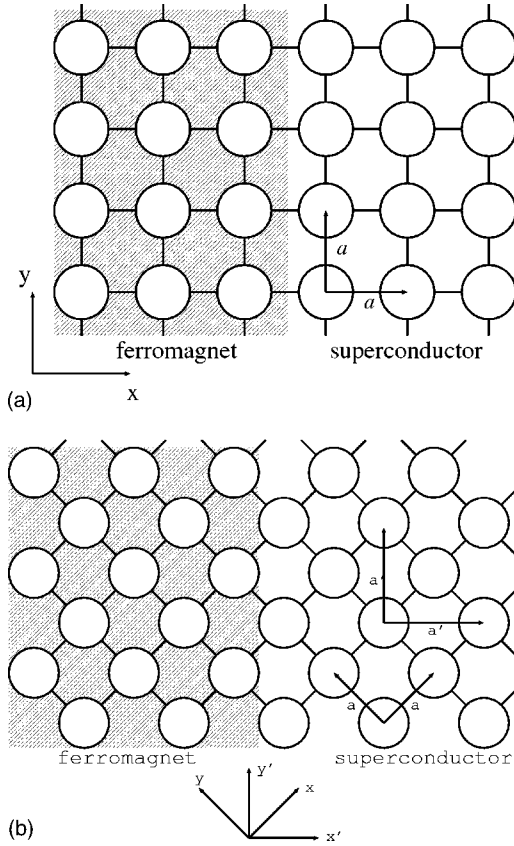 a
a
y
x
ferromagnet superconductor
(a)
a'
a'
a a
ferromagnet superconductor
y y' x
x'
(b)